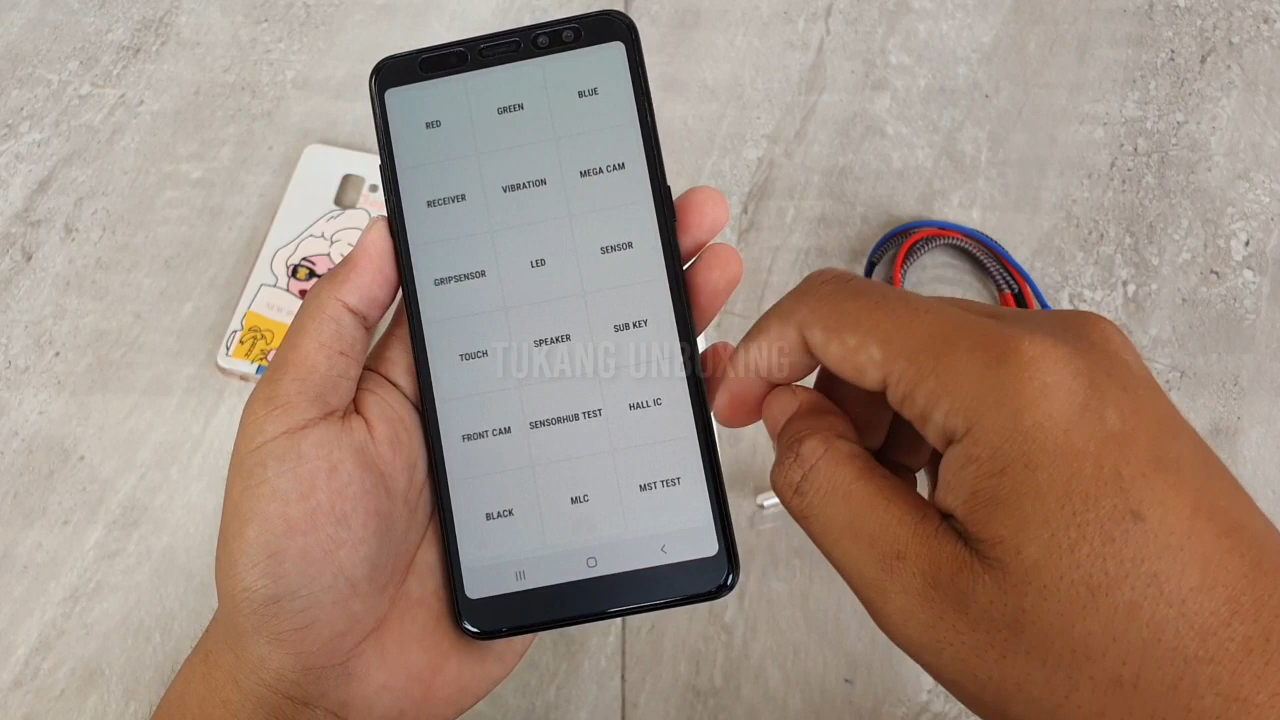 RED GREEN BLUE
RECEIVER VIBRATION MEGA CAM
GRIPSENSOR LED SENSOR
TOUCH SPEAKER SUB KEY
TUKANG UNBOXING
FRONT CAM SENSORHUB TEST HALL IC
BLACK MLC MST TEST